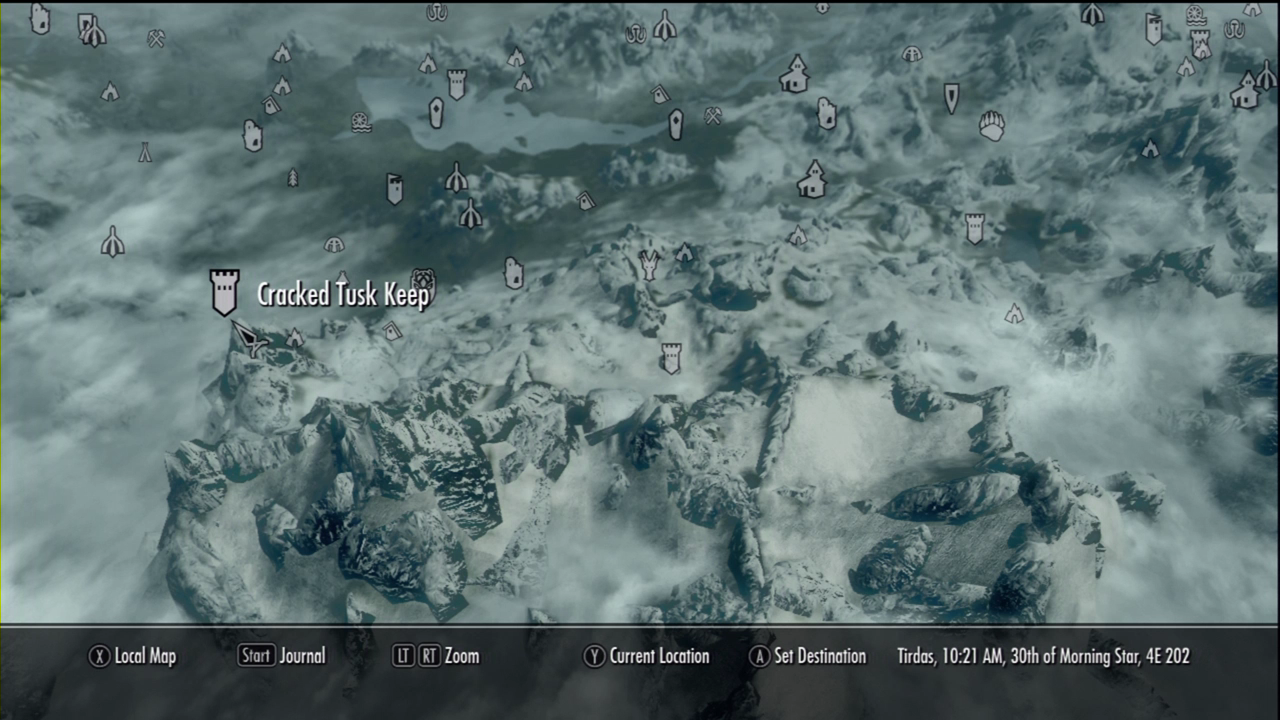 Cracked Tusk Keep
X Local Map
Start Journal
LT RT Zoom
Y Current Location
A Set Destination
Tirdas, 10:21 AM, 30th of Morning Star, 4E 202